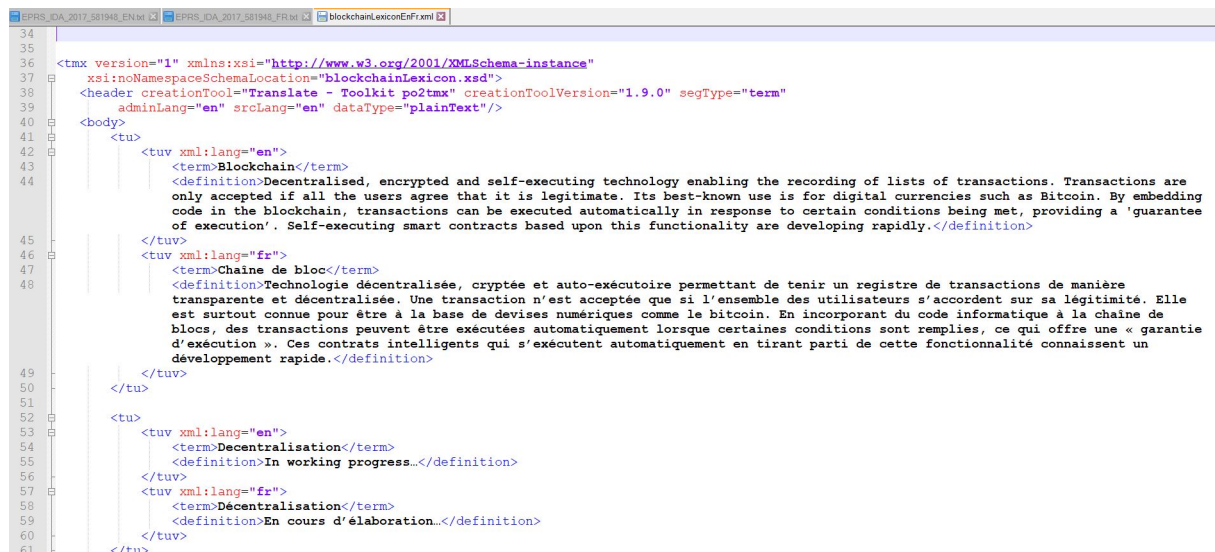 EPRS_IDA_2017_581948_EN.txt EPRS_IDA_2017_581948_FR.txt blockchainLexiconEnFr.xml
34
35
36 <tmx version="1" xmlns:xsi="http://www.w3.org/2001/XMLSchema-instance"
37 xsi:noNamespaceSchemaLocation="blockchainLexicon.xsd">
38 <header creationTool="Translate - Toolkit po2tmx" creationToolVersion="1.9.0" segType="term"
39 adminLang="en" srcLang="en" dataType="plainText"/>
40 <body>
41 <tu>
42 <tuv xml:lang="en">
43 <term>Blockchain</term>
44 <definition>Decentralised, encrypted and self-executing technology enabling the recording of lists of transactions. Transactions are
only accepted if all the users agree that it is legitimate. Its best-known use is for digital currencies such as Bitcoin. By embedding
code in the blockchain, transactions can be executed automatically in response to certain conditions being met, providing a 'guarantee
of execution’. Self-executing smart contracts based upon this functionality are developing rapidly.</definition>
45 </tuv>
46 <tuv xml:lang="fr">
47 <term>Chaîne de bloc</term>
48 <definition>Technologie décentralisée, cryptée et auto-exécutoire permettant de tenir un registre de transactions de manière
transparente et décentralisée. Une transaction n’est acceptée que si l’ensemble des utilisateurs s’accordent sur sa légitimité. Elle
est surtout connue pour être à la base de devises numériques comme le bitcoin. En incorporant du code informatique à la chaîne de
blocs, des transactions peuvent être exécutées automatiquement lorsque certaines conditions sont remplies, ce qui offre une « garantie
d’exécution ». Ces contrats intelligents qui s’exécutent automatiquement en tirant parti de cette fonctionnalité connaissent un
développement rapide.</definition>
49 </tuv>
50 </tu>
51
52 <tu>
53 <tuv xml:lang="en">
54 <term>Decentralisation</term>
55 <definition>In working progress…</definition>
56 </tuv>
57 <tuv xml:lang="fr">
58 <term>Décentralisation</term>
59 <definition>En cours d’élaboration…</definition>
60 </tuv>
61 </tu>